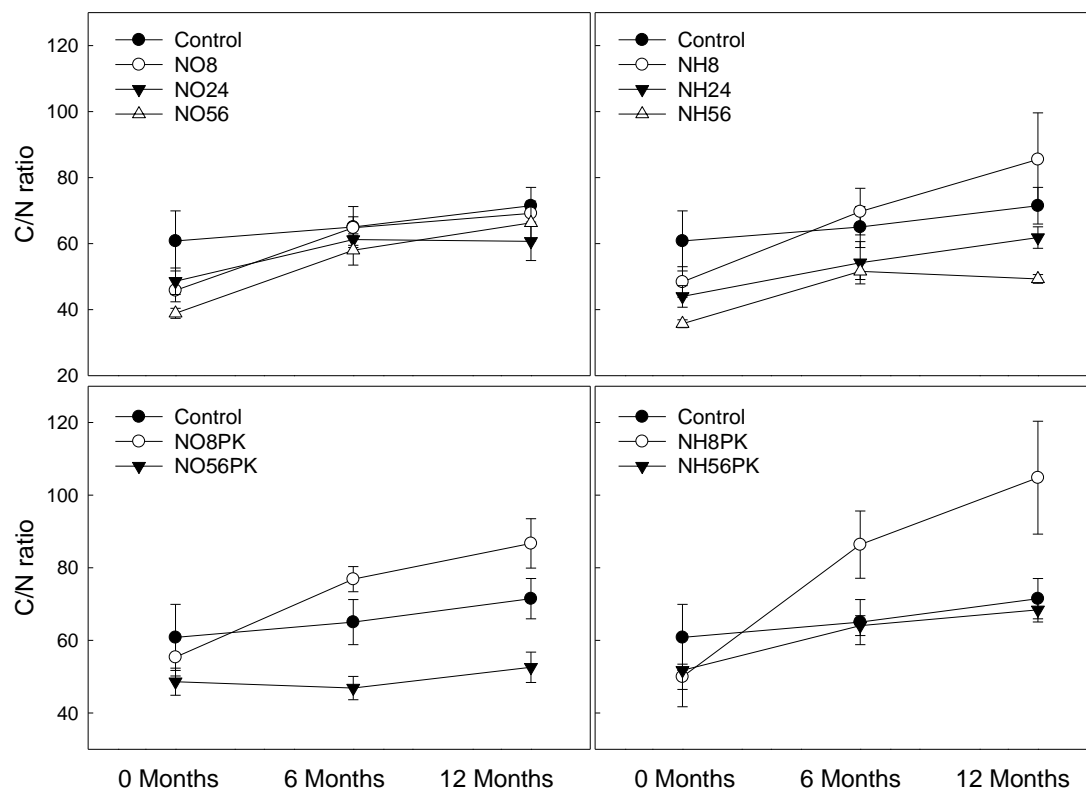 120
100
80
60
40
20
C/N ratio
Control
NO8
NO24
NO56
Control
NH8
NH24
NH56
120
100
80
60
40
C/N ratio
Control
NO8PK
NO56PK
Control
NH8PK
NH56PK
0 Months 6 Months 12 Months 0 Months 6 Months 12 Months